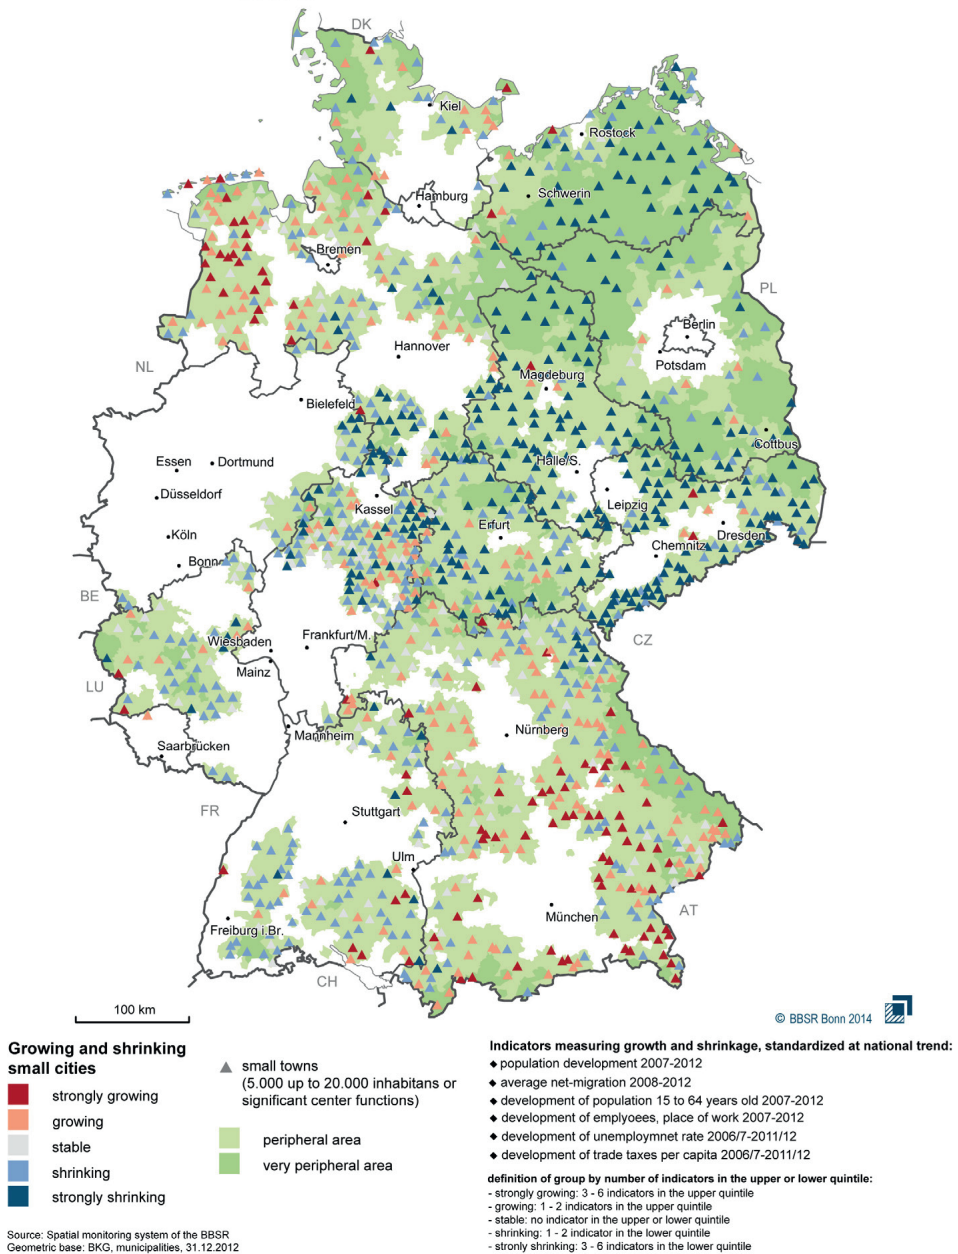 DK
Kiel
Rostock
Schwerin
Hamburg
Bremen
PL
Berlin
Hannover
Potsdam
NL
Magdeburg
Bielefeld
Cottbus
Essen
Dortmund
Halle/S.
Düsseldorf
Leipzig
Kassel
Erfurt
Köln
Dresden
Chemnitz
Bonn
BE
Wiesbaden
Frankfurt/M.
CZ
Mainz
LU
Nürnberg
Mannheim
Saarbrücken
FR
Stuttgart
Ulm
München
AT
Freiburg i.Br.
CH
100 km
© BBSR Bonn 2014
Growing and shrinking
small cities
strongly growing
growing
stable
shrinking
strongly shrinking
small towns
(5.000 up to 20.000 inhabitans or
significant center functions)
peripheral area
very peripheral area
Indicators measuring growth and shrinkage, standardized at national trend:
◆ population development 2007-2012
◆ average net-migration 2008-2012
◆ development of population 15 to 64 years old 2007-2012
◆ development of emplyoees, place of work 2007-2012
◆ development of unemploymnet rate 2006/7-2011/12
◆ development of trade taxes per capita 2006/7-2011/12
definition of group by number of indicators in the upper or lower quintile:
- strongly growing: 3 - 6 indicators in the upper quintile
- growing: 1 - 2 indicators in the upper quintile
- stable: no indicator in the upper or lower quintile
- shrinking: 1 - 2 indicator in the lower quintile
- stronly shrinking: 3 - 6 indicators in the lower quintile
Source: Spatial monitoring system of the BBSR
Geometric base: BKG, municipalities, 31.12.2012